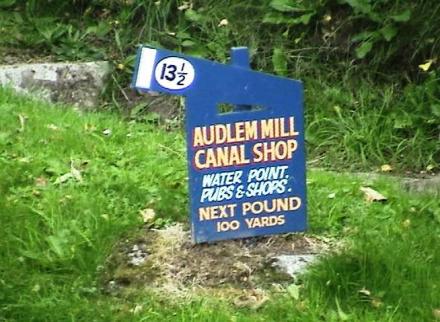 13½
AUDLEM MILL
CANAL SHOP
WATER POINT.
PUBS & SHOPS.
NEXT POUND
100 YARDS